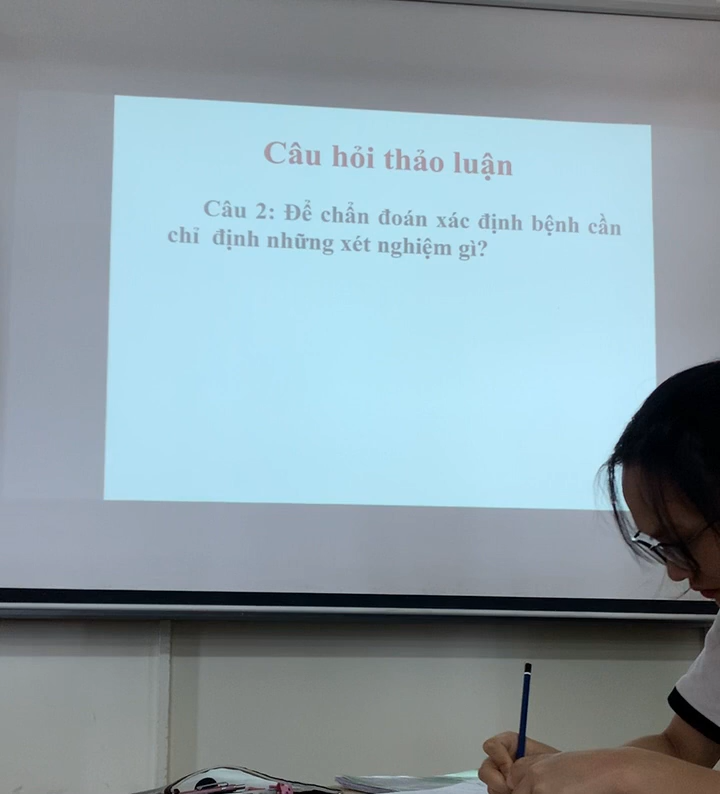 Câu hỏi thảo luận
Câu 2: Để chẩn đoán xác định bệnh cần
chỉ định những xét nghiệm gì?